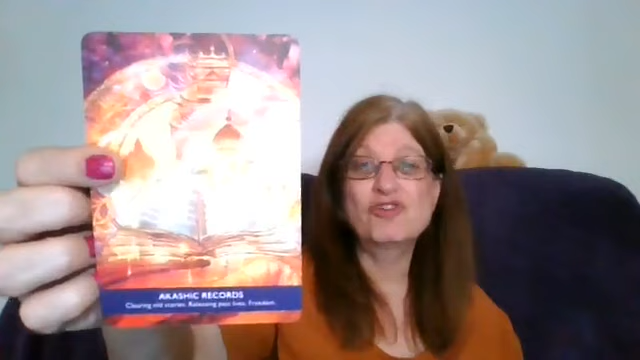 AKASHIC RECORDS
Clearing old stories. Releasing past lives. Freedom.